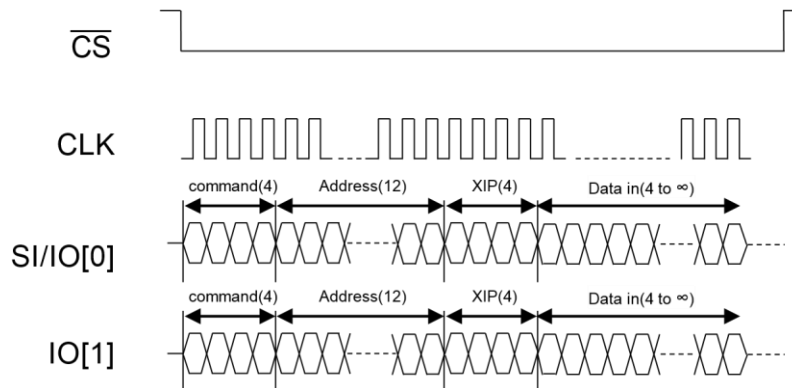 CS
CLK
command(4) Address(12) XIP(4) Data in(4 to ∞)
SI/IO[0]
command(4) Address(12) XIP(4) Data in(4 to ∞)
IO[1]